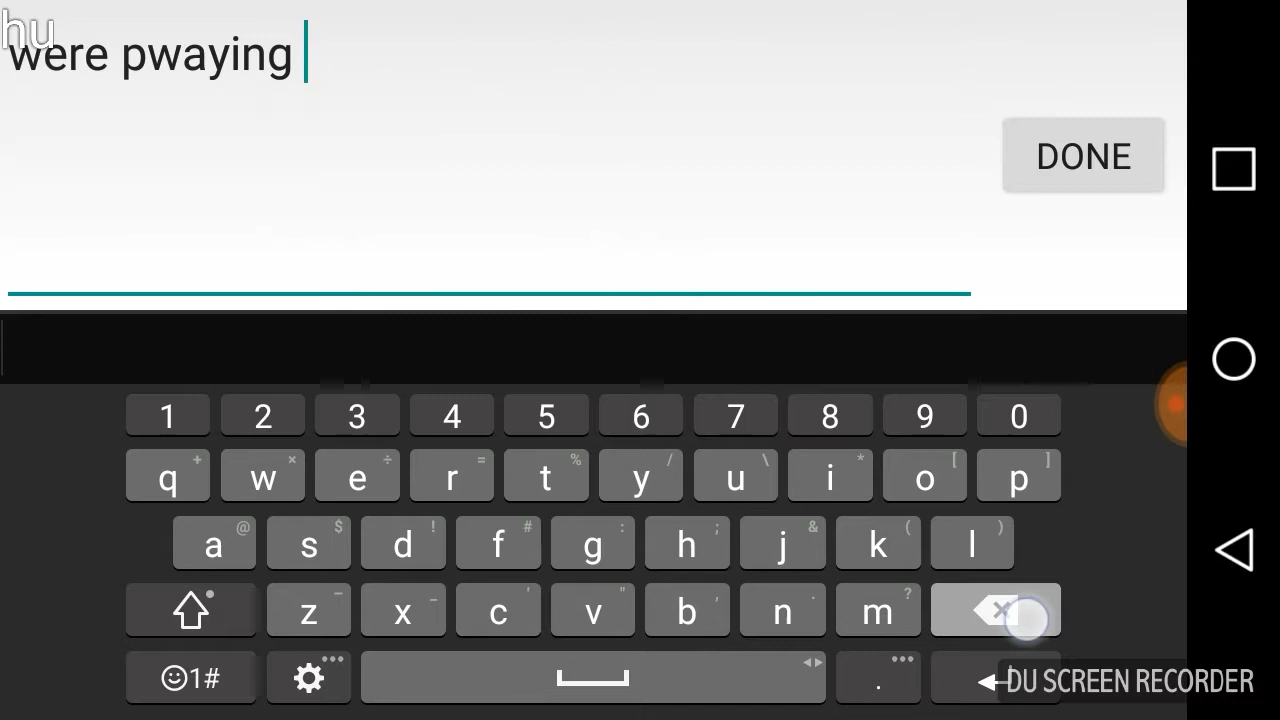 hu
were pwaying
DONE
1 2 3 4 5 6 7 8 9 0
q + w × e ÷ r = t % y / u \ i * o [ p ]
a @ s $ d ! f # g : h ; j & k ( l )
z - x _ c ' v " b , n . m ?
1# ... ... .
DU SCREEN RECORDER